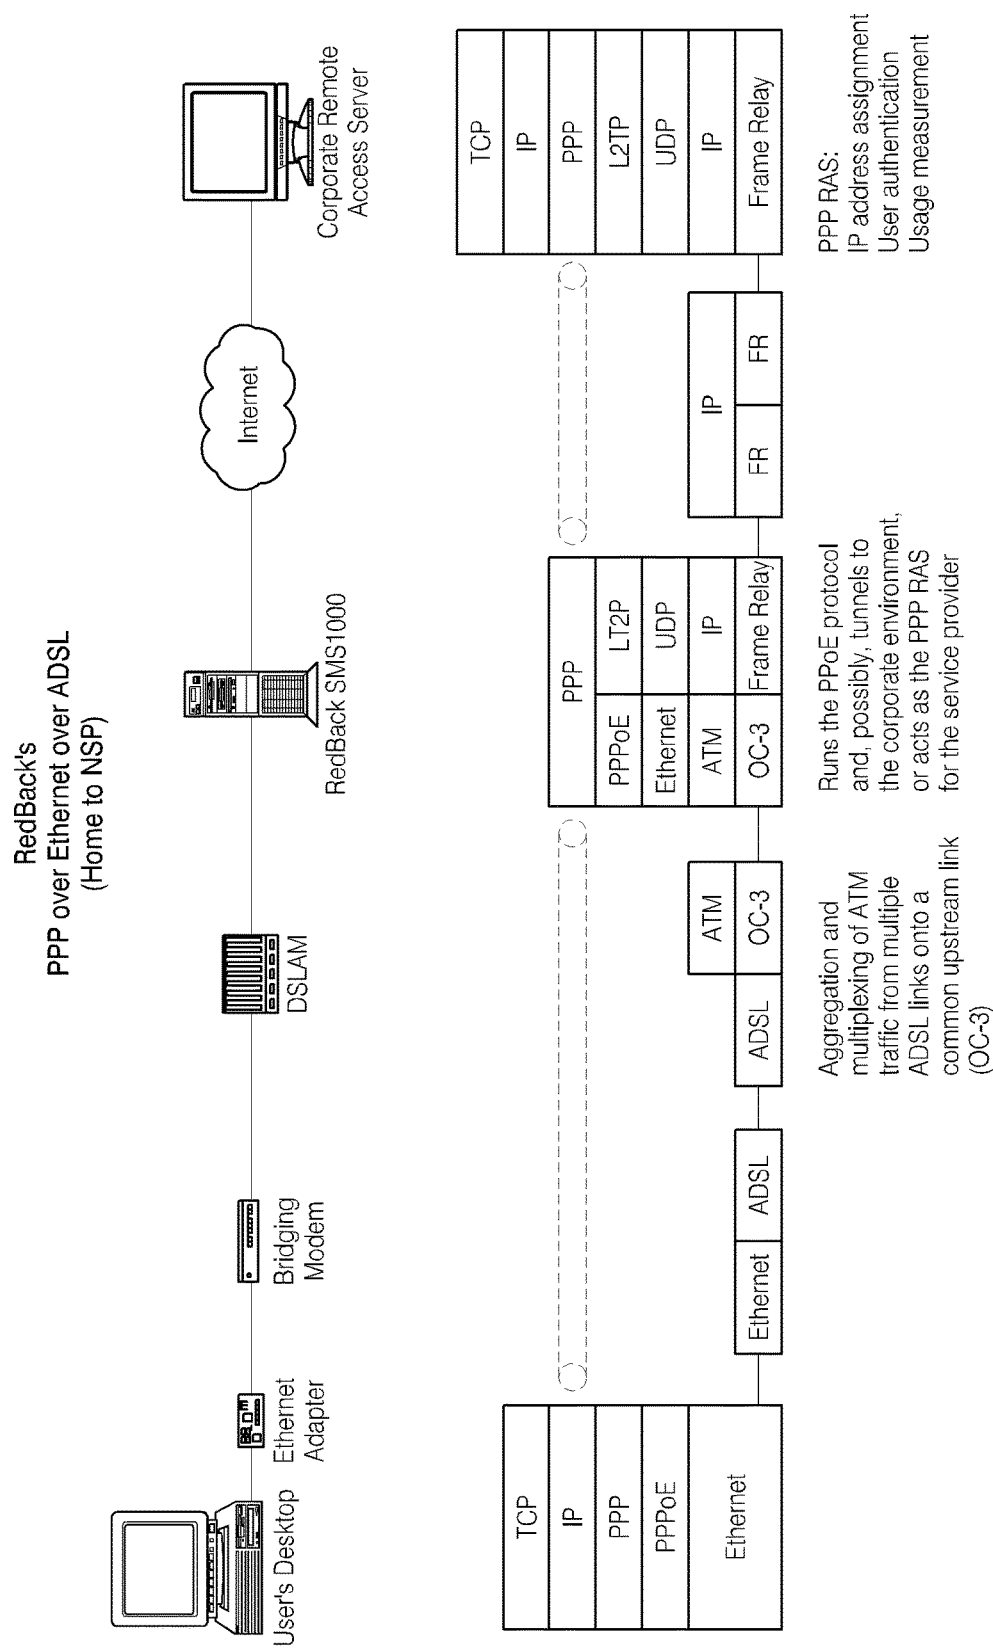 RedBack's
PPP over Ethernet over ADSL
(Home to NSP)
User's Desktop
Ethernet
Adapter
Bridging
Modem
DSLAM
RedBack SMS1000
Internet
Corporate Remote
Access Server
TCP
IP
PPP
PPPoE
Ethernet
Ethernet
ADSL
ADSL
ATM
OC-3
PPP
PPPoE
LT2P
Ethernet
UDP
ATM
IP
OC-3
Frame Relay
IP
FR
FR
TCP
IP
PPP
L2TP
UDP
IP
Frame Relay
Aggregation and
multiplexing of ATM
traffic from multiple
ADSL links onto a
common upstream link
(OC-3)
Runs the PPoE protocol
and, possibly, tunnels to
the corporate environment,
or acts as the PPP RAS
for the service provider
PPP RAS:
IP address assignment
User authentication
Usage measurement